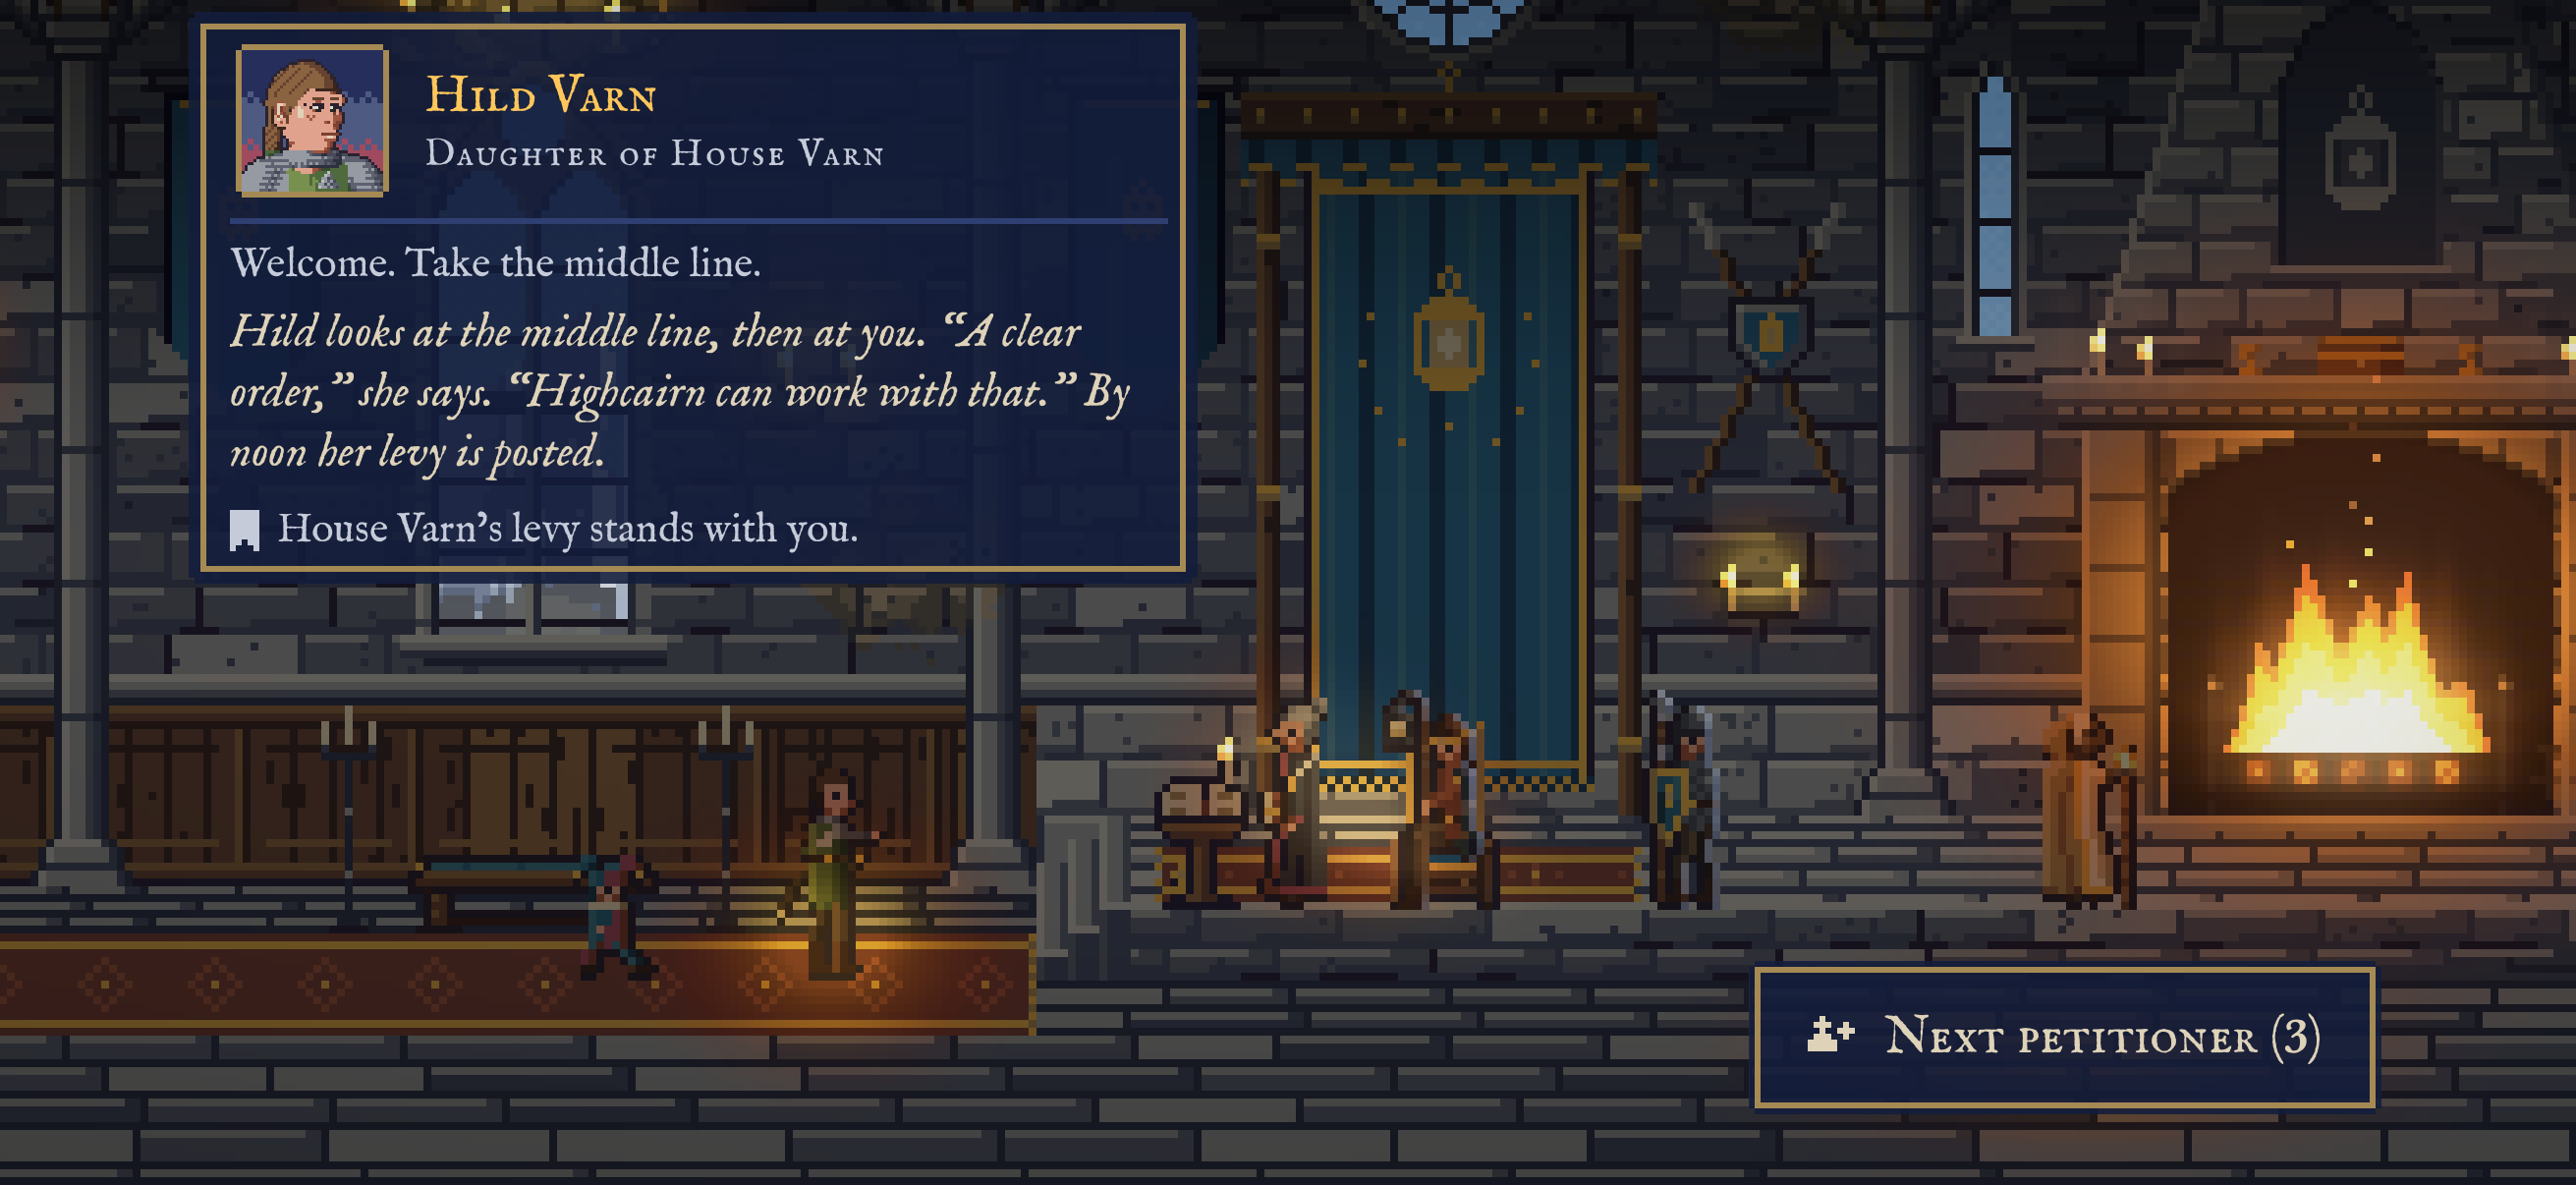 Hild Varn
Daughter of House Varn
Welcome. Take the middle line.
Hild looks at the middle line, then at you. “A clear
order,” she says. “Highcairn can work with that.” By
noon her levy is posted.
House Varn’s levy stands with you.
Next petitioner (3)